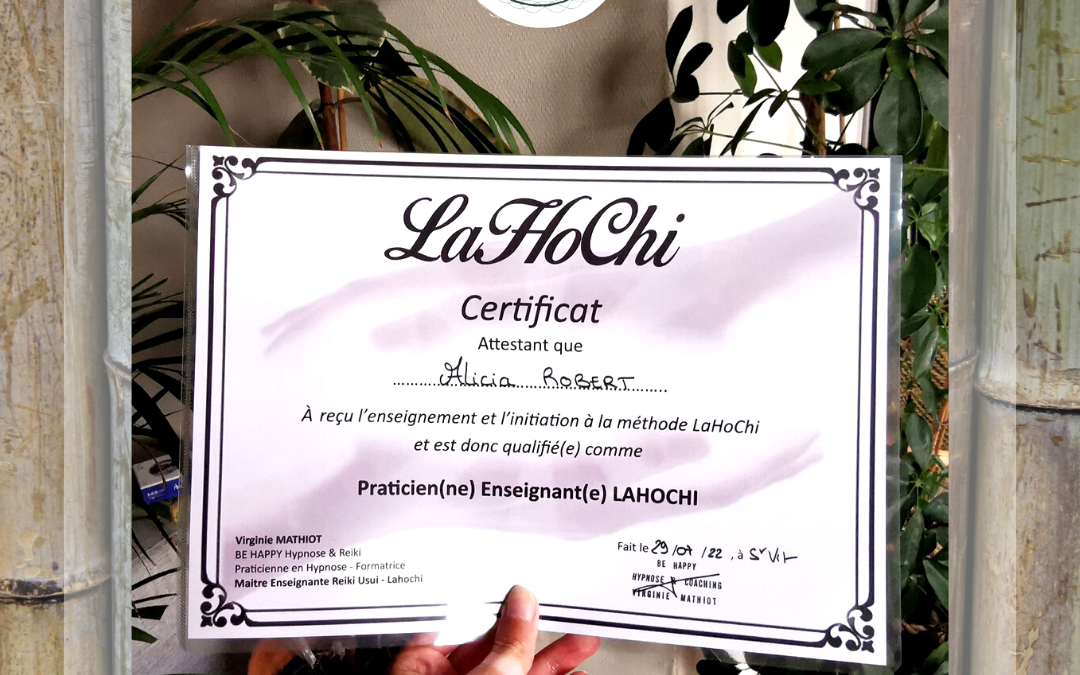 LaHoChi
Certificat
Attestant que
Alicia ROBERT
À reçu l'enseignement et l'initiation à la méthode LaHoChi
et est donc qualifié(e) comme
Praticien(ne) Enseignant(e) LAHOCHI
Virginie MATHIOT
BE HAPPY Hypnose & Reiki
Praticienne en Hypnose - Formatrice
Maitre Enseignante Reiki Usui - Lahochi
Fait le 29/07/22, à St Vit
BE HAPPY
HYPNOSE & COACHING
VIRGINIE MATHIOT